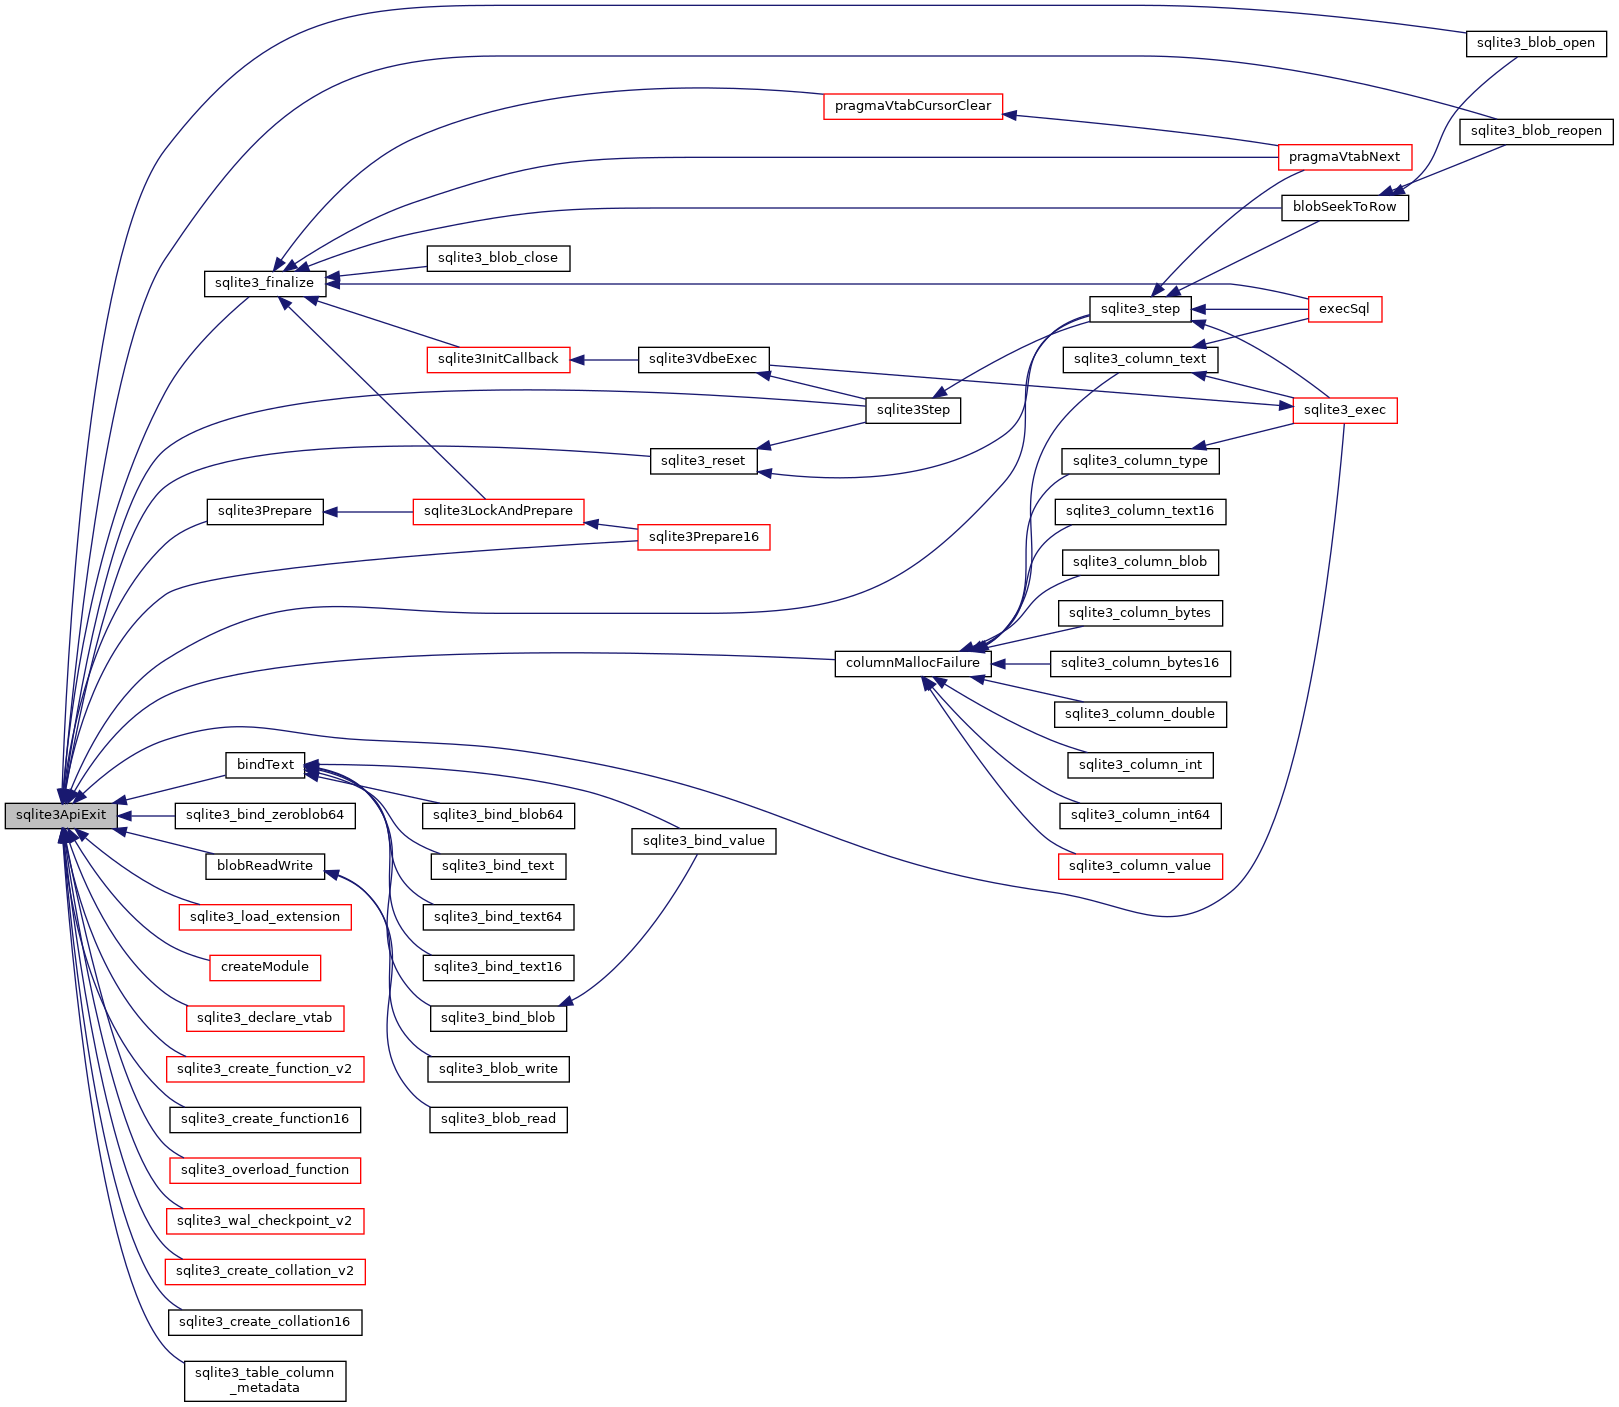 sqlite3_blob_open
pragmaVtabCursorClear
sqlite3_blob_reopen
pragmaVtabNext
blobSeekToRow
sqlite3_blob_close
sqlite3_finalize
sqlite3_step
execSql
sqlite3InitCallback
sqlite3VdbeExec
sqlite3_column_text
sqlite3Step
sqlite3_exec
sqlite3_reset
sqlite3_column_type
sqlite3Prepare
sqlite3LockAndPrepare
sqlite3_column_text16
sqlite3Prepare16
sqlite3_column_blob
sqlite3_column_bytes
columnMallocFailure
sqlite3_column_bytes16
sqlite3_column_double
bindText
sqlite3_column_int
sqlite3ApiExit
sqlite3_bind_zeroblob64
sqlite3_bind_blob64
sqlite3_column_int64
sqlite3_bind_value
blobReadWrite
sqlite3_bind_text
sqlite3_column_value
sqlite3_load_extension
sqlite3_bind_text64
createModule
sqlite3_bind_text16
sqlite3_declare_vtab
sqlite3_bind_blob
sqlite3_create_function_v2
sqlite3_blob_write
sqlite3_create_function16
sqlite3_blob_read
sqlite3_overload_function
sqlite3_wal_checkpoint_v2
sqlite3_create_collation_v2
sqlite3_create_collation16
sqlite3_table_column
_metadata